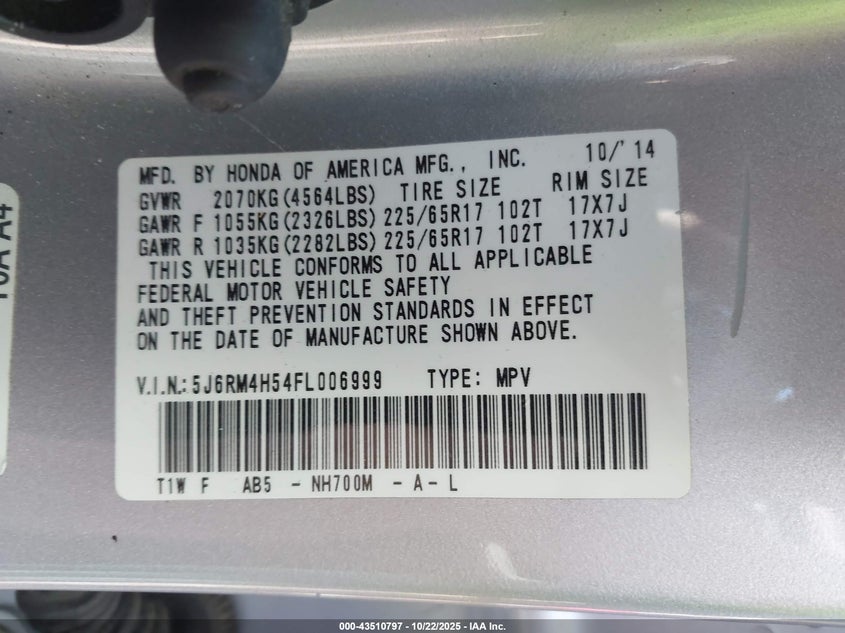 MFD. BY HONDA OF AMERICA MFG., INC. 10/'14
GVWR 2070KG(4564LBS) TIRE SIZE RIM SIZE
GAWR F 1055KG(2326LBS) 225/65R17 102T 17X7J
GAWR R 1035KG(2282LBS) 225/65R17 102T 17X7J
THIS VEHICLE CONFORMS TO ALL APPLICABLE
FEDERAL MOTOR VEHICLE SAFETY
AND THEFT PREVENTION STANDARDS IN EFFECT
ON THE DATE OF MANUFACTURE SHOWN ABOVE.
V.I.N.: 5J6RM4H54FL006999 TYPE: MPV
T1W F AB5 - NH700M - A - L
000-43510797 - 10/22/2025 - IAA Inc.